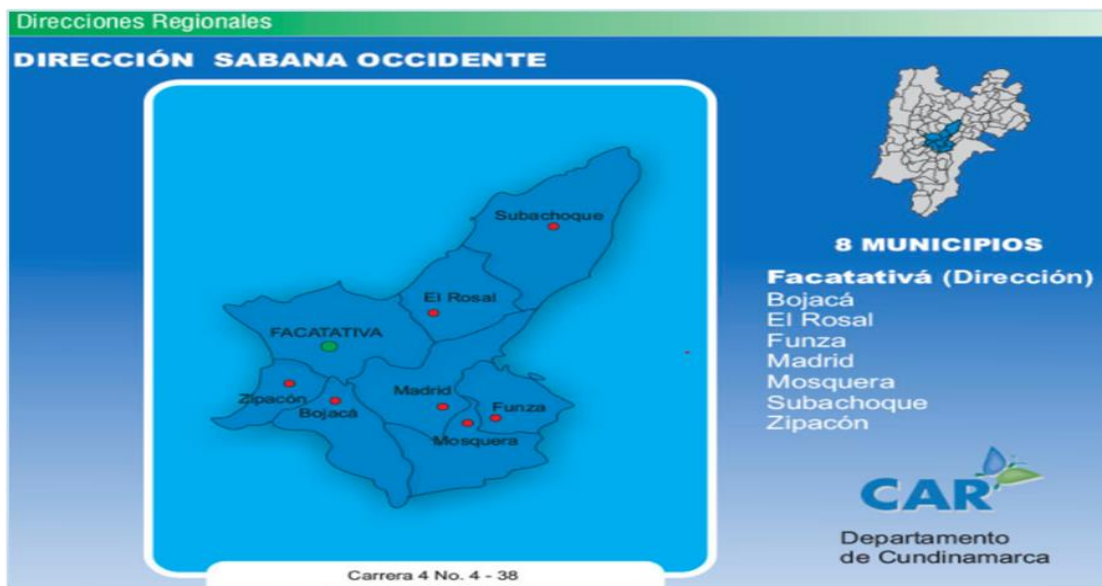 Direcciones Regionales
DIRECCIÓN SABANA OCCIDENTE
Subachoque
El Rosal
FACATATIVA
Zipacón
Bojacá
Madrid
Funza
Mosquera
Carrera 4 No. 4 - 38
8 MUNICIPIOS
Facatativá (Dirección)
Bojacá
El Rosal
Funza
Madrid
Mosquera
Subachoque
Zipacón
CAR
Departamento
de Cundinamarca